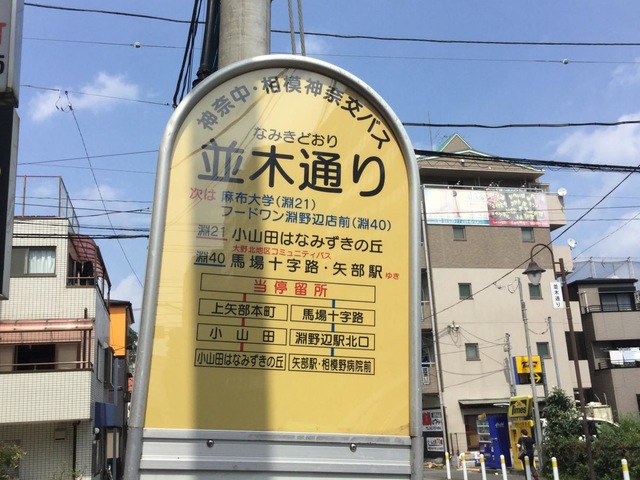 神奈中・相模神奈交バス
なみきどおり
並木通り
次は 麻布大学(淵21)
フードワン淵野辺店前(淵40)
淵21 小山田はなみずきの丘
大野北地区コミュニティバス
淵40 馬場十字路・矢部駅ゆき
当停留所
上矢部本町 馬場十字路
小山田 淵野辺駅北口
小山田はなみずきの丘 矢部駅・相模野病院前
並木通り
Times